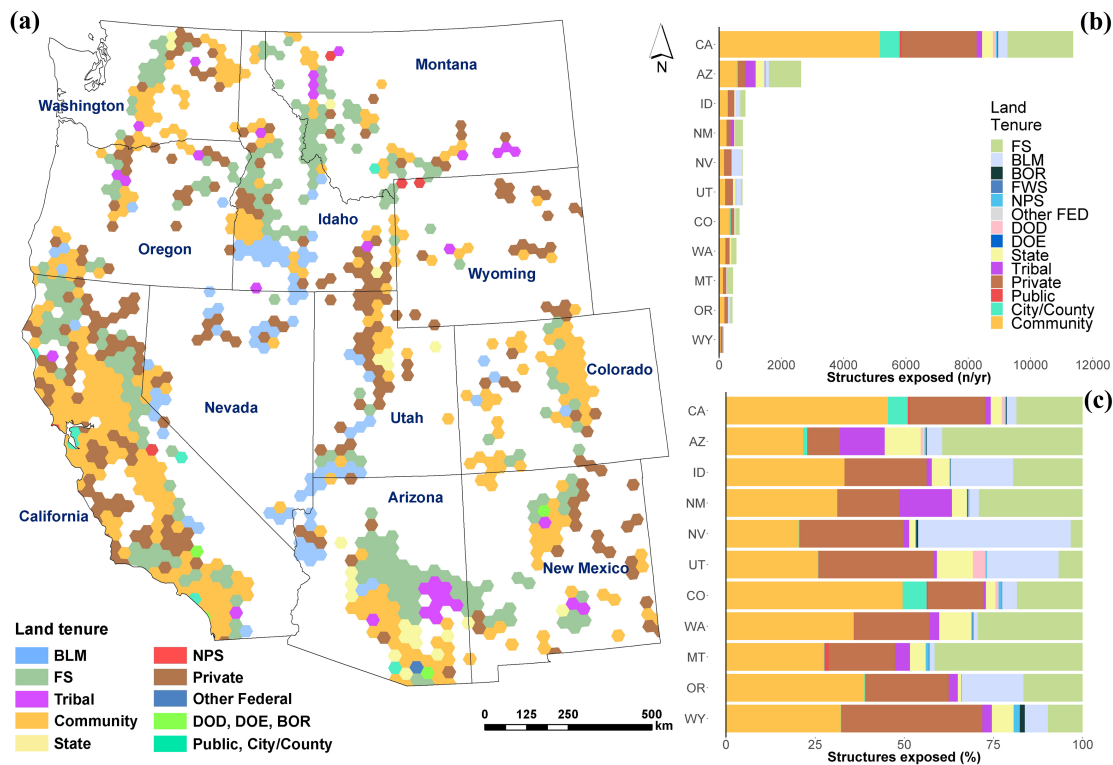 (a)
N
Montana
Washington
Idaho
Oregon
Wyoming
Colorado
Nevada
Utah
Arizona
California
New Mexico
Land tenure
BLM
FS
Tribal
Community
State
NPS
Private
Other Federal
DOD, DOE, BOR
Public, City/County
0 125 250 500
km
(b)
CA
AZ
ID
NM
NV
UT
CO
WA
MT
OR
WY
0 2000 4000 6000 8000 10000 12000
Structures exposed (n/yr)
Land
Tenure
FS
BLM
BOR
FWS
NPS
Other FED
DOD
DOE
State
Tribal
Private
Public
City/County
Community
(c)
CA
AZ
ID
NM
NV
UT
CO
WA
MT
OR
WY
0 25 50 75 100
Structures exposed (%)